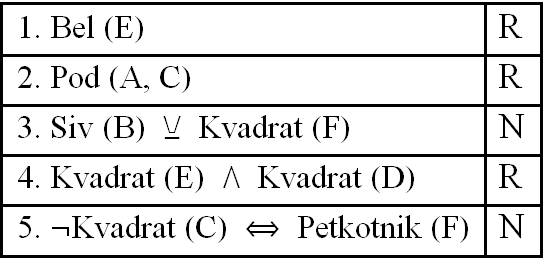 1. Bel (E) R
2. Pod (A, C) R
3. Siv (B) ⊻ Kvadrat (F) N
4. Kvadrat (E) ∧ Kvadrat (D) R
5. ¬Kvadrat (C) ⇔ Petkotnik (F) N